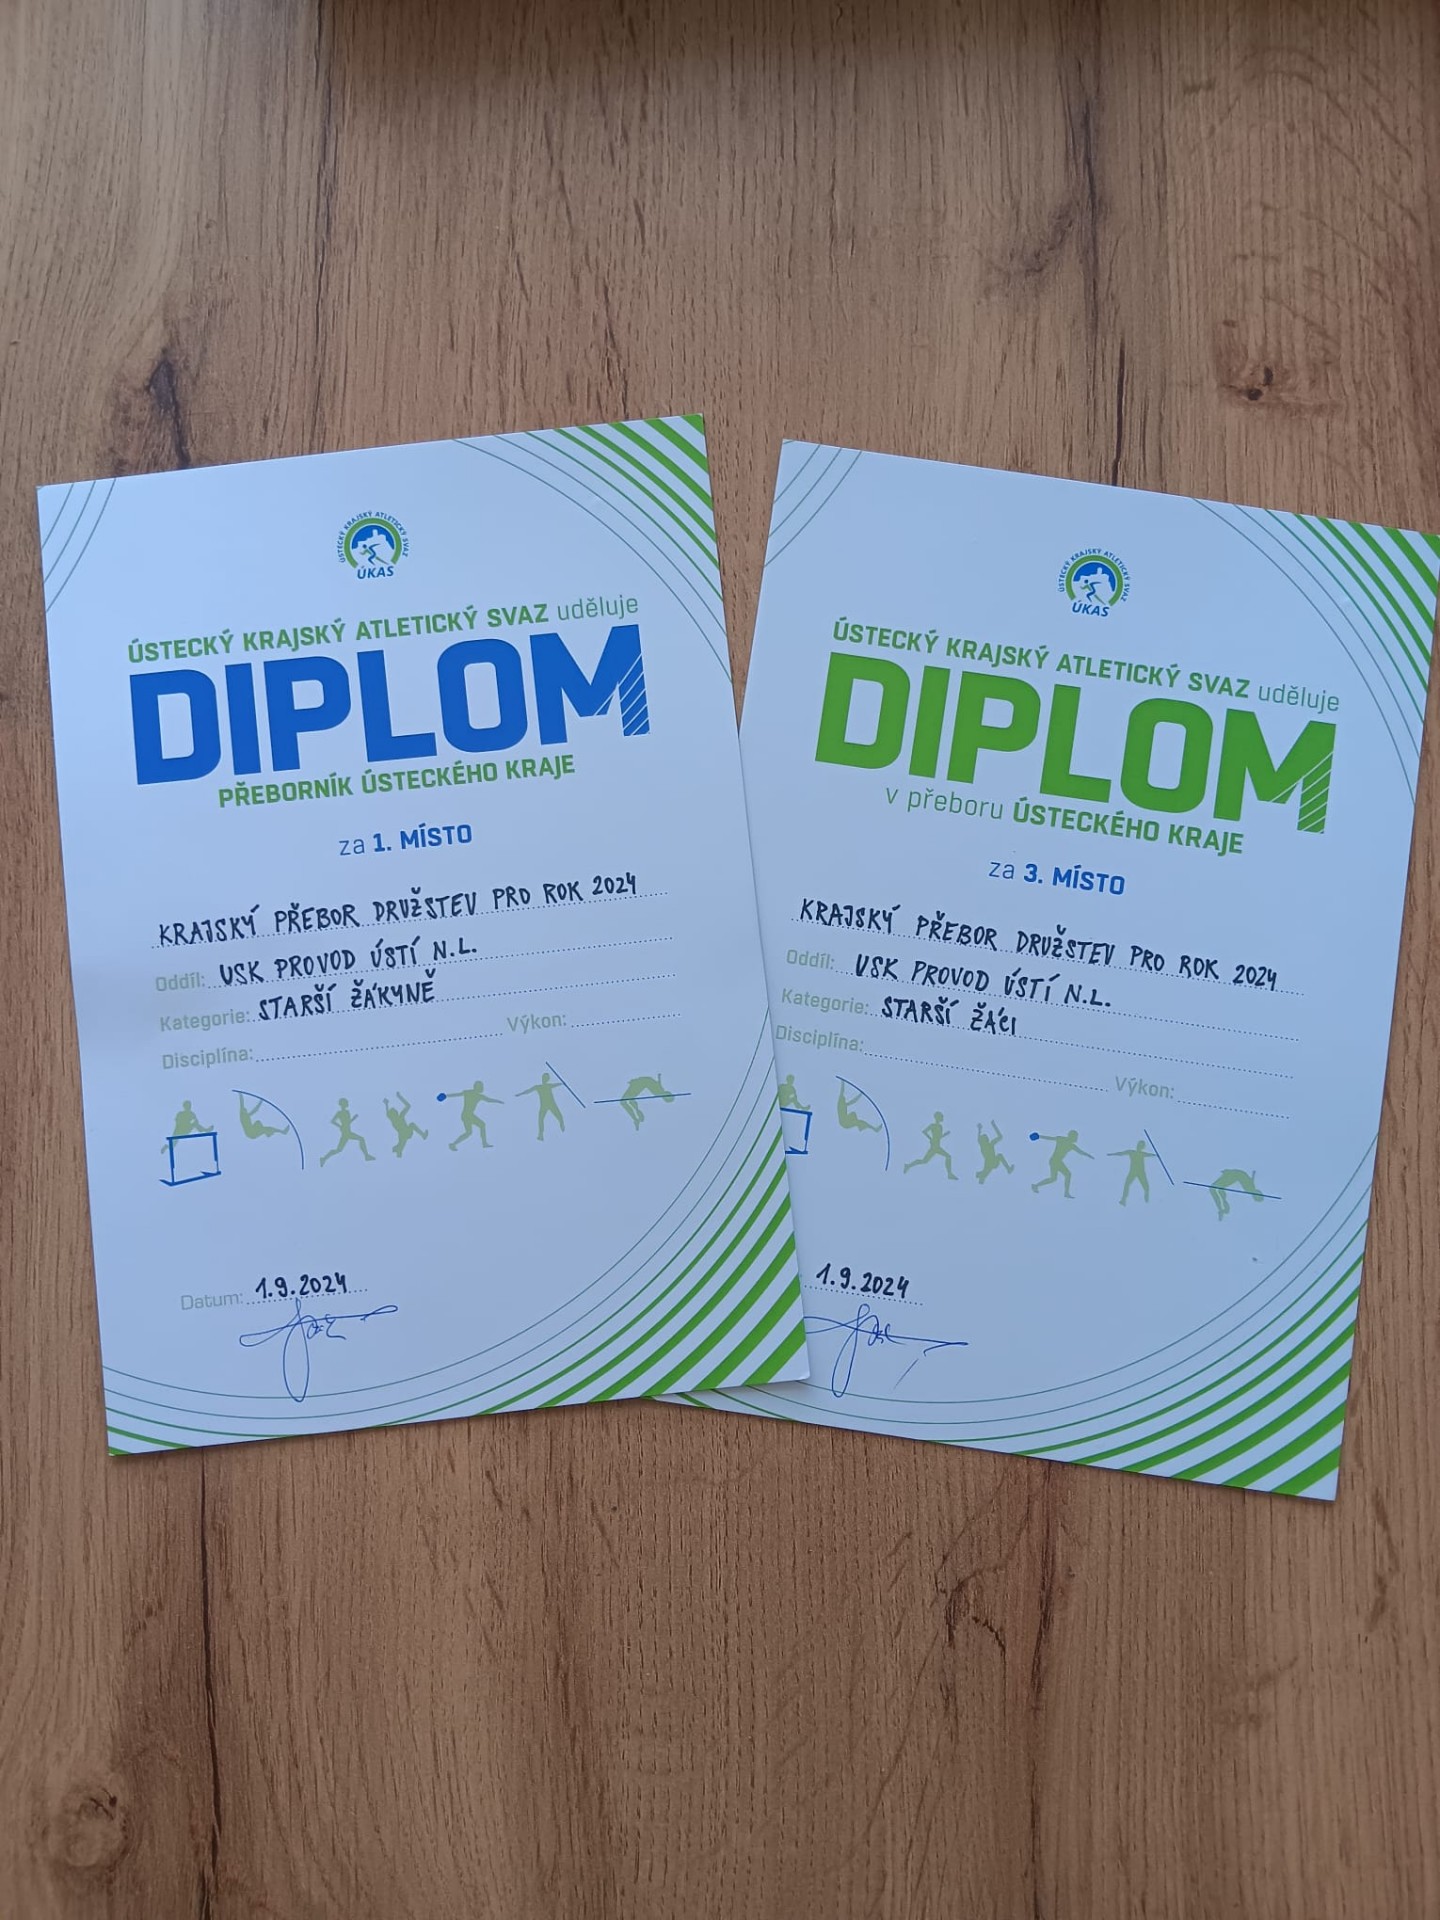 ÚSTECKÝ KRAJSKÝ ATLETICKÝ SVAZ
ÚKAS
ÚSTECKÝ KRAJSKÝ ATLETICKÝ SVAZ uděluje
DIPLOM
PŘEBORNÍK ÚSTECKÉHO KRAJE
za 1. MÍSTO
KRAJSKÝ PŘEBOR DRUŽSTEV PRO ROK 2024
Oddíl: USK PROVOD ÚSTÍ N.L.
Kategorie: STARŠÍ ŽÁKYNĚ
Disciplína: Výkon:
Datum: 1.9.2024
ÚSTECKÝ KRAJSKÝ ATLETICKÝ SVAZ
ÚKAS
ÚSTECKÝ KRAJSKÝ ATLETICKÝ SVAZ uděluje
DIPLOM
v přeboru ÚSTECKÉHO KRAJE
za 3. MÍSTO
KRAJSKÝ PŘEBOR DRUŽSTEV PRO ROK 2024
Oddíl: USK PROVOD ÚSTÍ N.L.
Kategorie: STARŠÍ ŽÁCI
Disciplína: Výkon:
1.9.2024